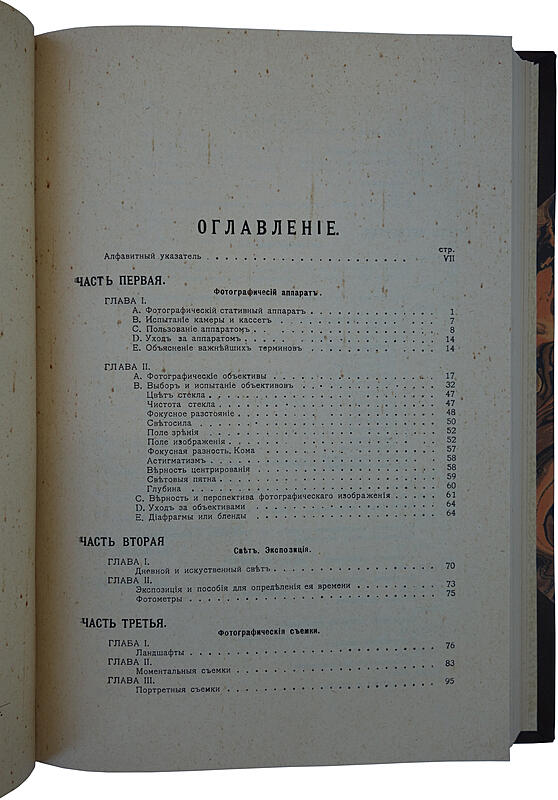 ОГЛАВЛЕНІЕ.
стр.
Алфавитный указатель . . . . . . . . . . . . . . . VII
ЧАСТЬ ПЕРВАЯ.
Фотографичесій аппаратъ.
ГЛАВА I.
A. Фотографическій стативный аппаратъ . . . . . . . . 1
B. Испытаніе камеры и кассетъ . . . . . . . . 7
C. Пользованіе аппаратомъ . . . . . . . . 8
D. Уходъ за аппаратомъ . . . . . . . . 14
E. Объясненіе важнѣйшихъ терминовъ . . . . . . . . 14
ГЛАВА II.
A. Фотографическіе объективы . . . . . . . . 17
B. Выборъ и испытаніе объективовъ . . . . . . . . 32
Цвѣтъ стекла . . . . . . . . 47
Чистота стекла . . . . . . . . 47
Фокусное разстояніе . . . . . . . . 48
Свѣтосила . . . . . . . . 50
Поле зрѣнія . . . . . . . . 52
Поле изображенія . . . . . . . . 52
Фокусная разность. Кома . . . . . . . . 57
Астигматизмъ . . . . . . . . 58
Вѣрность центрированія . . . . . . . . 58
Свѣтовыя пятна . . . . . . . . 59
Глубина . . . . . . . . 60
C. Вѣрность и перспектива фотографическаго изображенія . . . . 61
D. Уходъ за объективами . . . . . . . . 64
E. Діафрагмы или бленды . . . . . . . . 64
ЧАСТЬ ВТОРАЯ
Свѣтъ. Экспозиція.
ГЛАВА I.
Дневной и искуственный свѣтъ . . . . . . . . 70
ГЛАВА II.
Экспозиція и пособія для опредѣленія ея времени . . . . . 73
Фотометры . . . . . . . . 75
ЧАСТЬ ТРЕТЬЯ.
Фотографическія съемки.
ГЛАВА I.
Ландшафты . . . . . . . . 76
ГЛАВА II.
Моментальныя съемки . . . . . . . . 83
ГЛАВА III.
Портретныя съемки . . . . . . . . 95